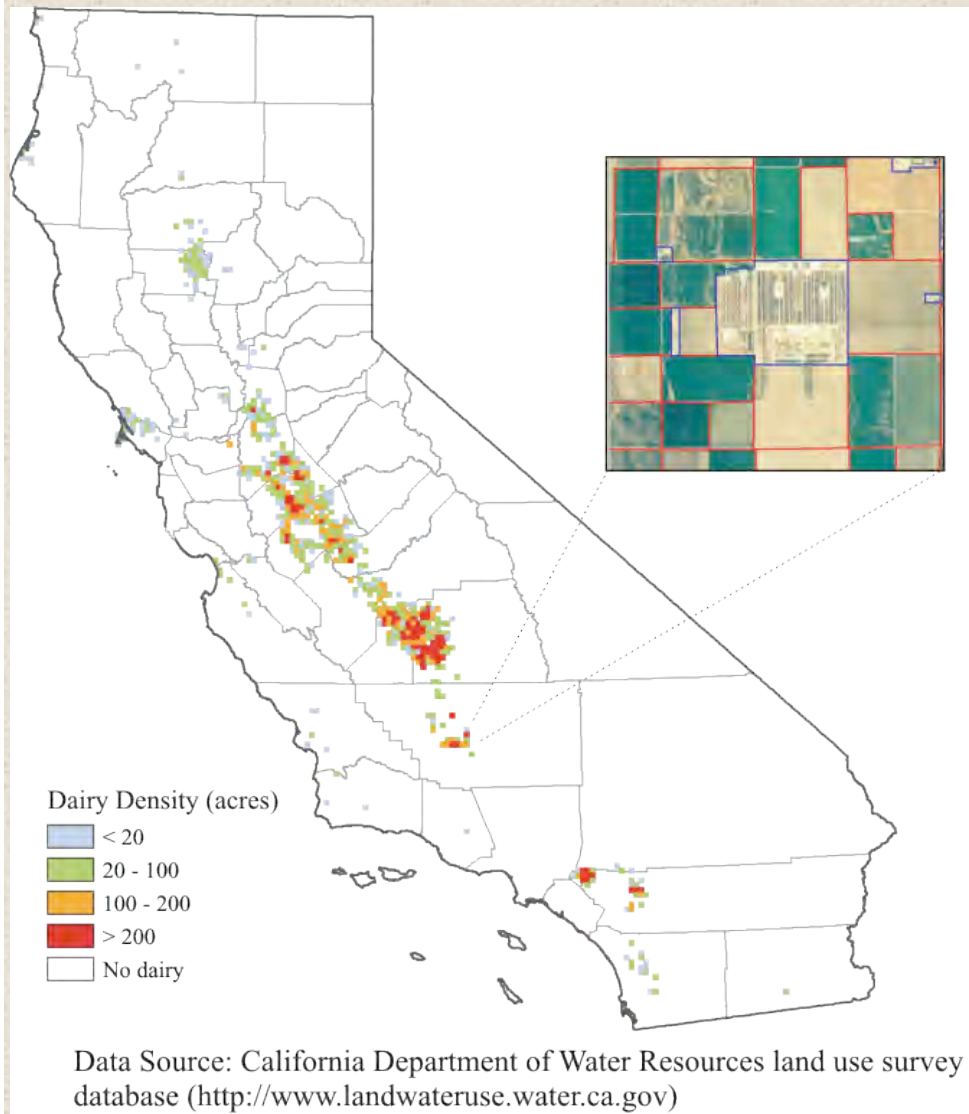 Dairy Density (acres)
< 20
20 - 100
100 - 200
> 200
No dairy
Data Source: California Department of Water Resources land use survey
database (http://www.landwateruse.water.ca.gov)